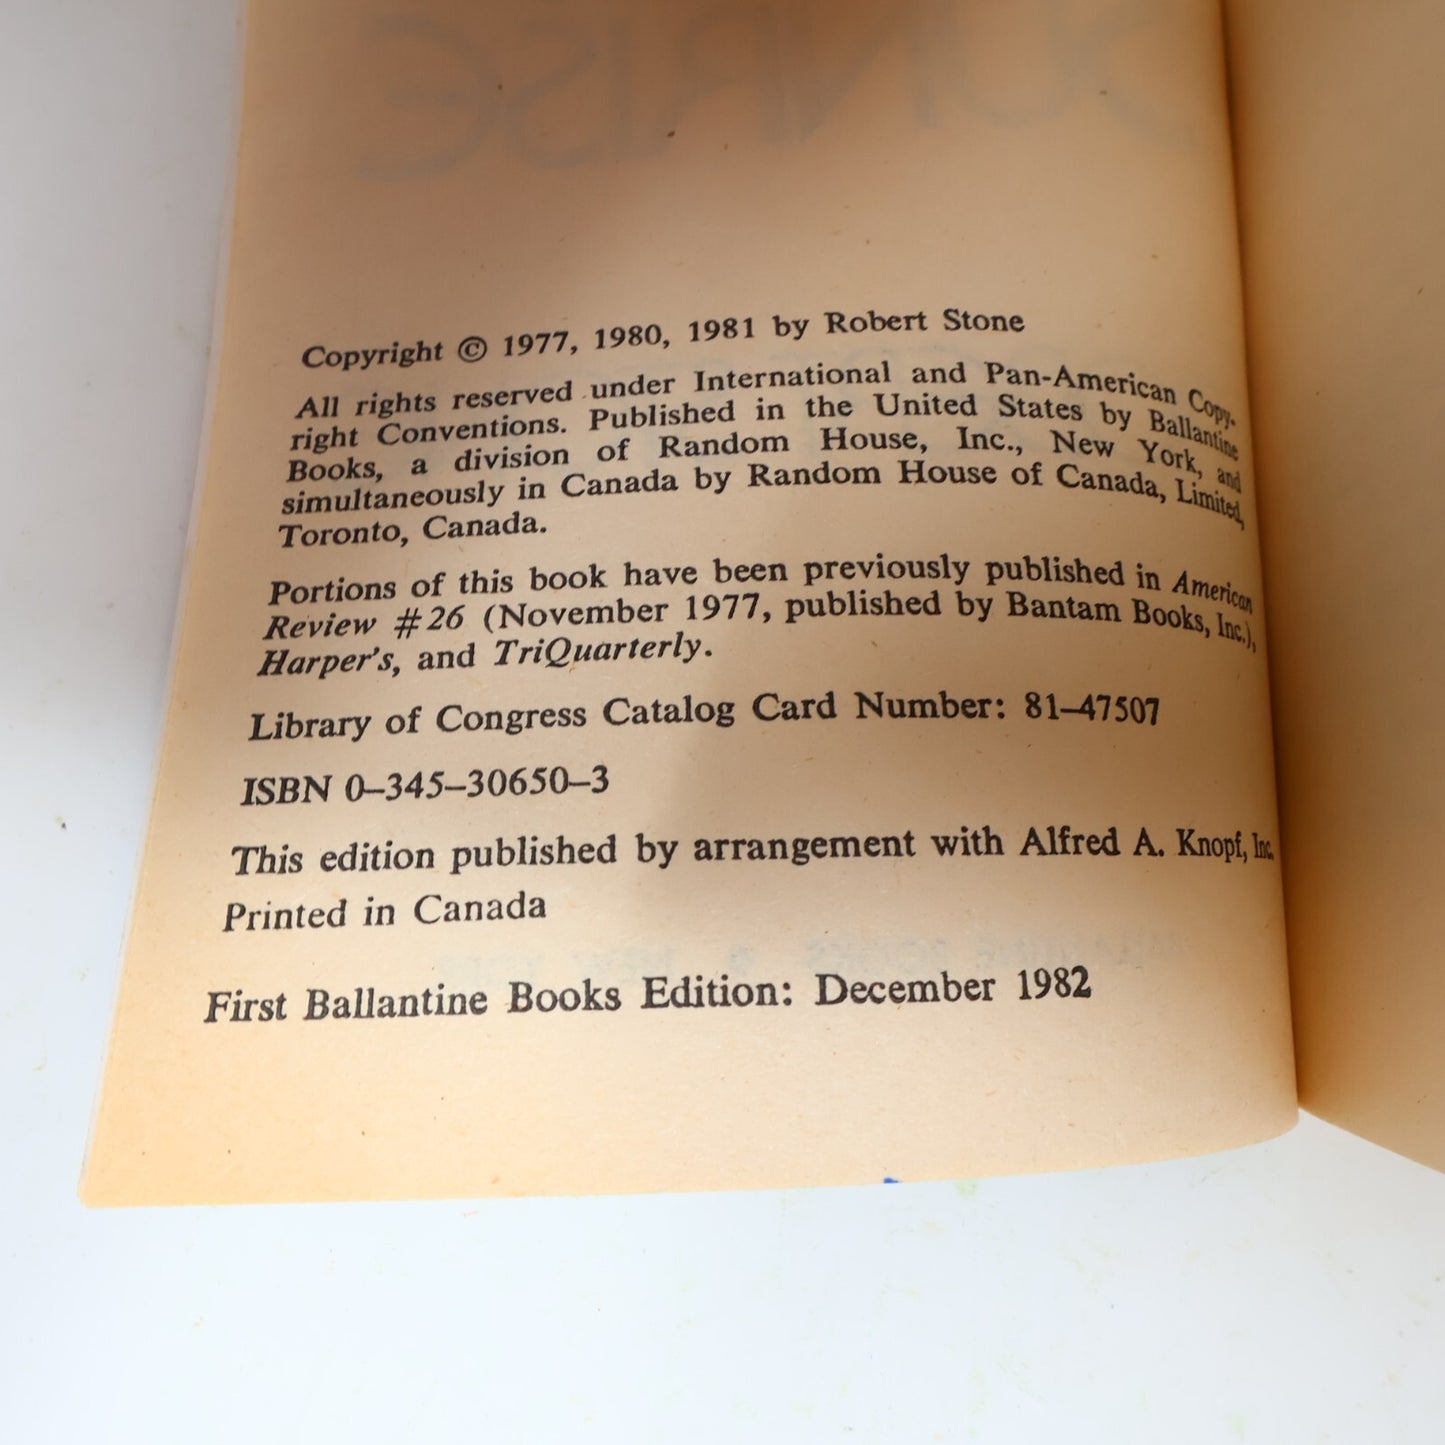 Copyright © 1977, 1980, 1981 by Robert Stone
All rights reserved under International and Pan-American Copy-
right Conventions. Published in the United States by Ballantine
Books, a division of Random House, Inc., New York, and
simultaneously in Canada by Random House of Canada, Limited,
Toronto, Canada.
Portions of this book have been previously published in American
Review #26 (November 1977, published by Bantam Books, Inc.),
Harper's, and TriQuarterly.
Library of Congress Catalog Card Number: 81–47507
ISBN 0–345–30650–3
This edition published by arrangement with Alfred A. Knopf, Inc.
Printed in Canada
First Ballantine Books Edition: December 1982